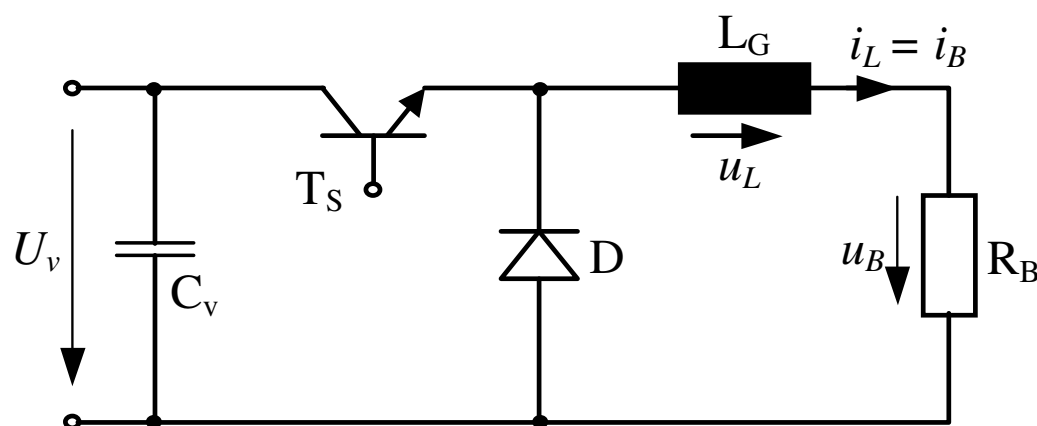 L_G
i_L = i_B
T_S
u_L
U_v
C_v
D
u_B
R_B